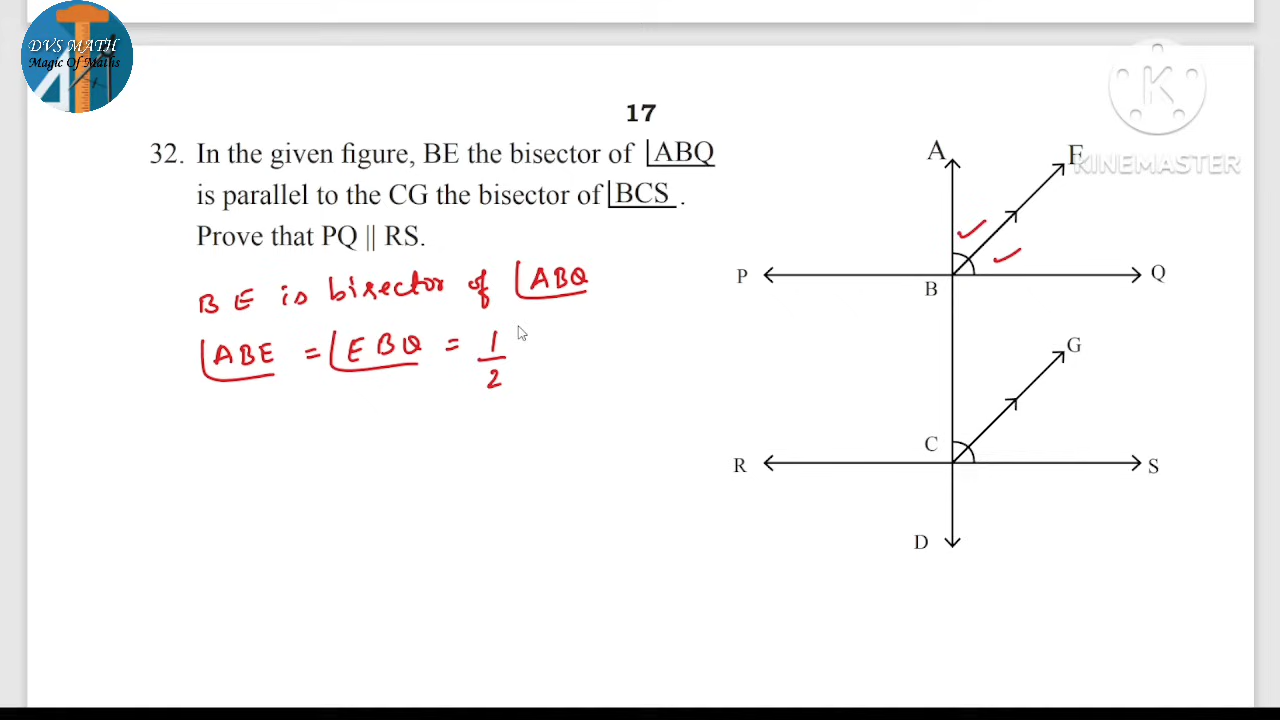 DVS MATH
Magic Of Maths
17
KINEMASTER
32. In the given figure, BE the bisector of ∠ABQ
is parallel to the CG the bisector of ∠BCS .
Prove that PQ || RS.
BE is bisector of ∠ABQ
∠ABE = ∠EBQ = 1/2
A
E
P
B
Q
G
C
R
S
D